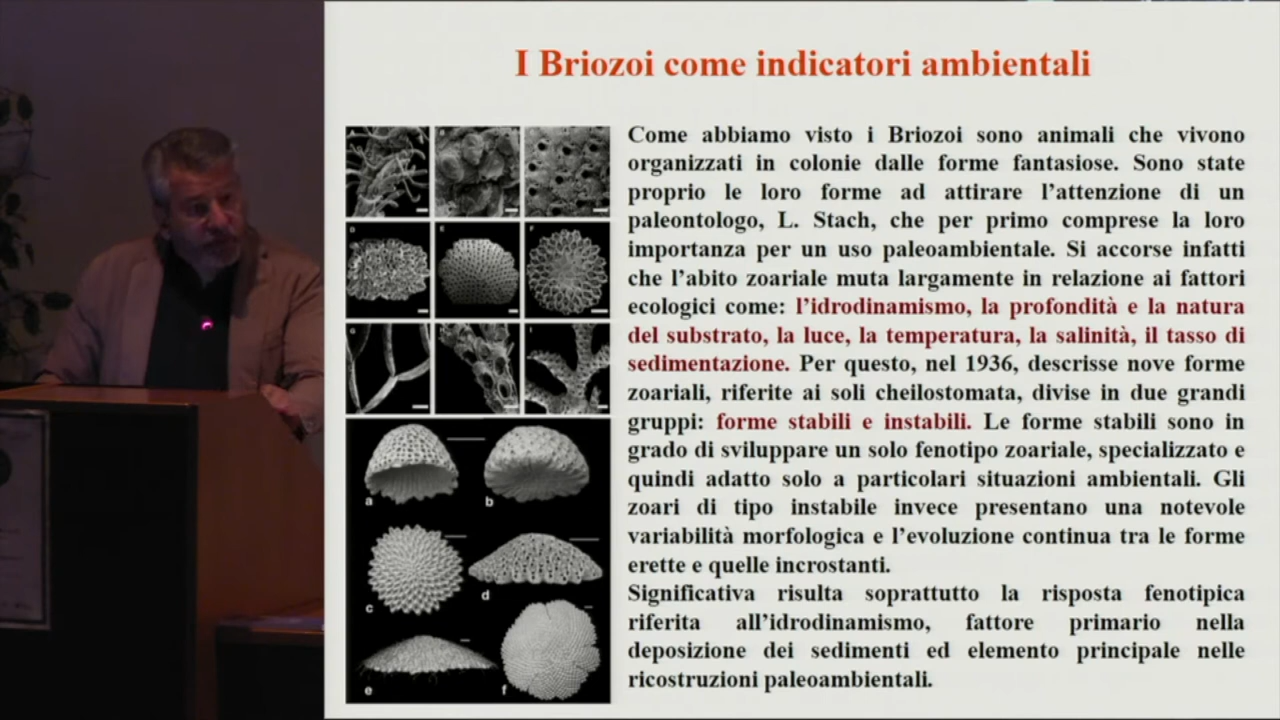 I Briozoi come indicatori ambientali
Come abbiamo visto i Briozoi sono animali che vivono
organizzati in colonie dalle forme fantasiose. Sono state
proprio le loro forme ad attirare l'attenzione di un
paleontologo, L. Stach, che per primo comprese la loro
importanza per un uso paleoambientale. Si accorse infatti
che l'abito zoariale muta largamente in relazione ai fattori
ecologici come: l'idrodinamismo, la profondità e la natura
del substrato, la luce, la temperatura, la salinità, il tasso di
sedimentazione. Per questo, nel 1936, descrisse nove forme
zoariali, riferite ai soli cheilostomata, divise in due grandi
gruppi: forme stabili e instabili. Le forme stabili sono in
grado di sviluppare un solo fenotipo zoariale, specializzato e
quindi adatto solo a particolari situazioni ambientali. Gli
zoari di tipo instabile invece presentano una notevole
variabilità morfologica e l'evoluzione continua tra le forme
erette e quelle incrostanti.
Significativa risulta soprattutto la risposta fenotipica
riferita all'idrodinamismo, fattore primario nella
deposizione dei sedimenti ed elemento principale nelle
ricostruzioni paleoambientali.
D E F
a b
c d
e f